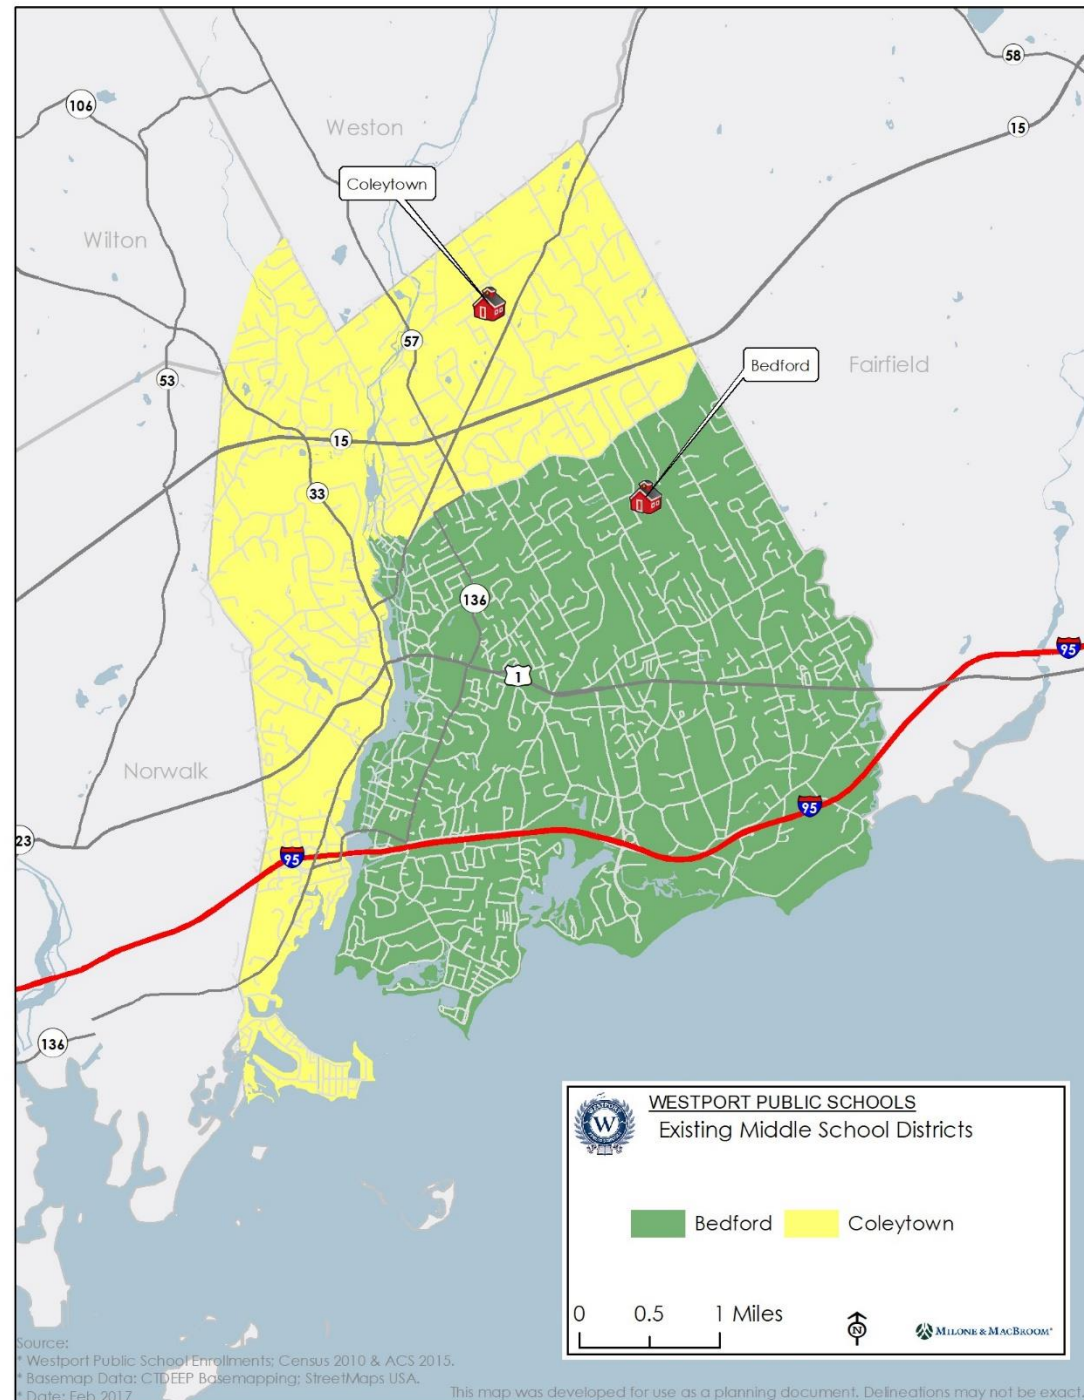 58
106
Weston
15
Coleytown
Wilton
57
Bedford
Fairfield
53
15
33
136
95
1
Norwalk
95
23
95
136
WESTPORT PUBLIC SCHOOLS
Existing Middle School Districts
WESTPORT
W
Bedford Coleytown
0 0.5 1 Miles
N
MILONE & MACBROOM®
Source:
* Westport Public School Enrollments; Census 2010 & ACS 2015.
* Basemap Data: CTDEEP Basemapping; StreetMaps USA.
* Date: Feb 2017
This map was developed for use as a planning document. Delineations may not be exact.